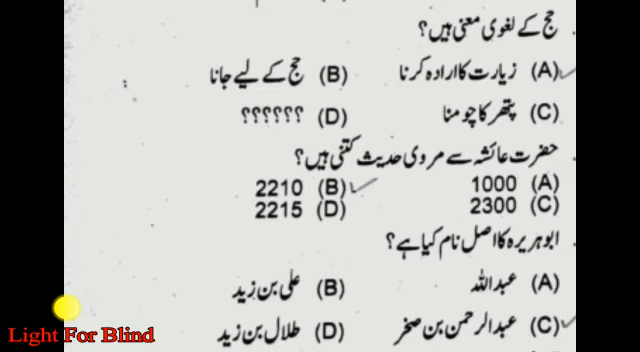 حج کے لغوی معنی ہیں؟
(A) زیارت کا ارادہ کرنا (B) حج کے لیے جانا
(C) پتھر کا چومنا (D) ؟؟؟؟؟؟
حضرت عائشہ سے مروی حدیث کتنی ہیں؟
(A) 1000 (B) 2210
(C) 2300 (D) 2215
ابوہریرہ کا اصل نام کیا ہے؟
(A) عبداللہ (B) علی بن زید
(C) عبدالرحمن بن صخر (D) طلال بن زید
Light For Blind